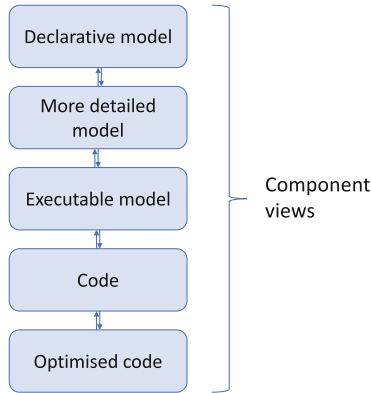 Declarative model
More detailed
model
Executable model
Component
views
Code
Optimised code